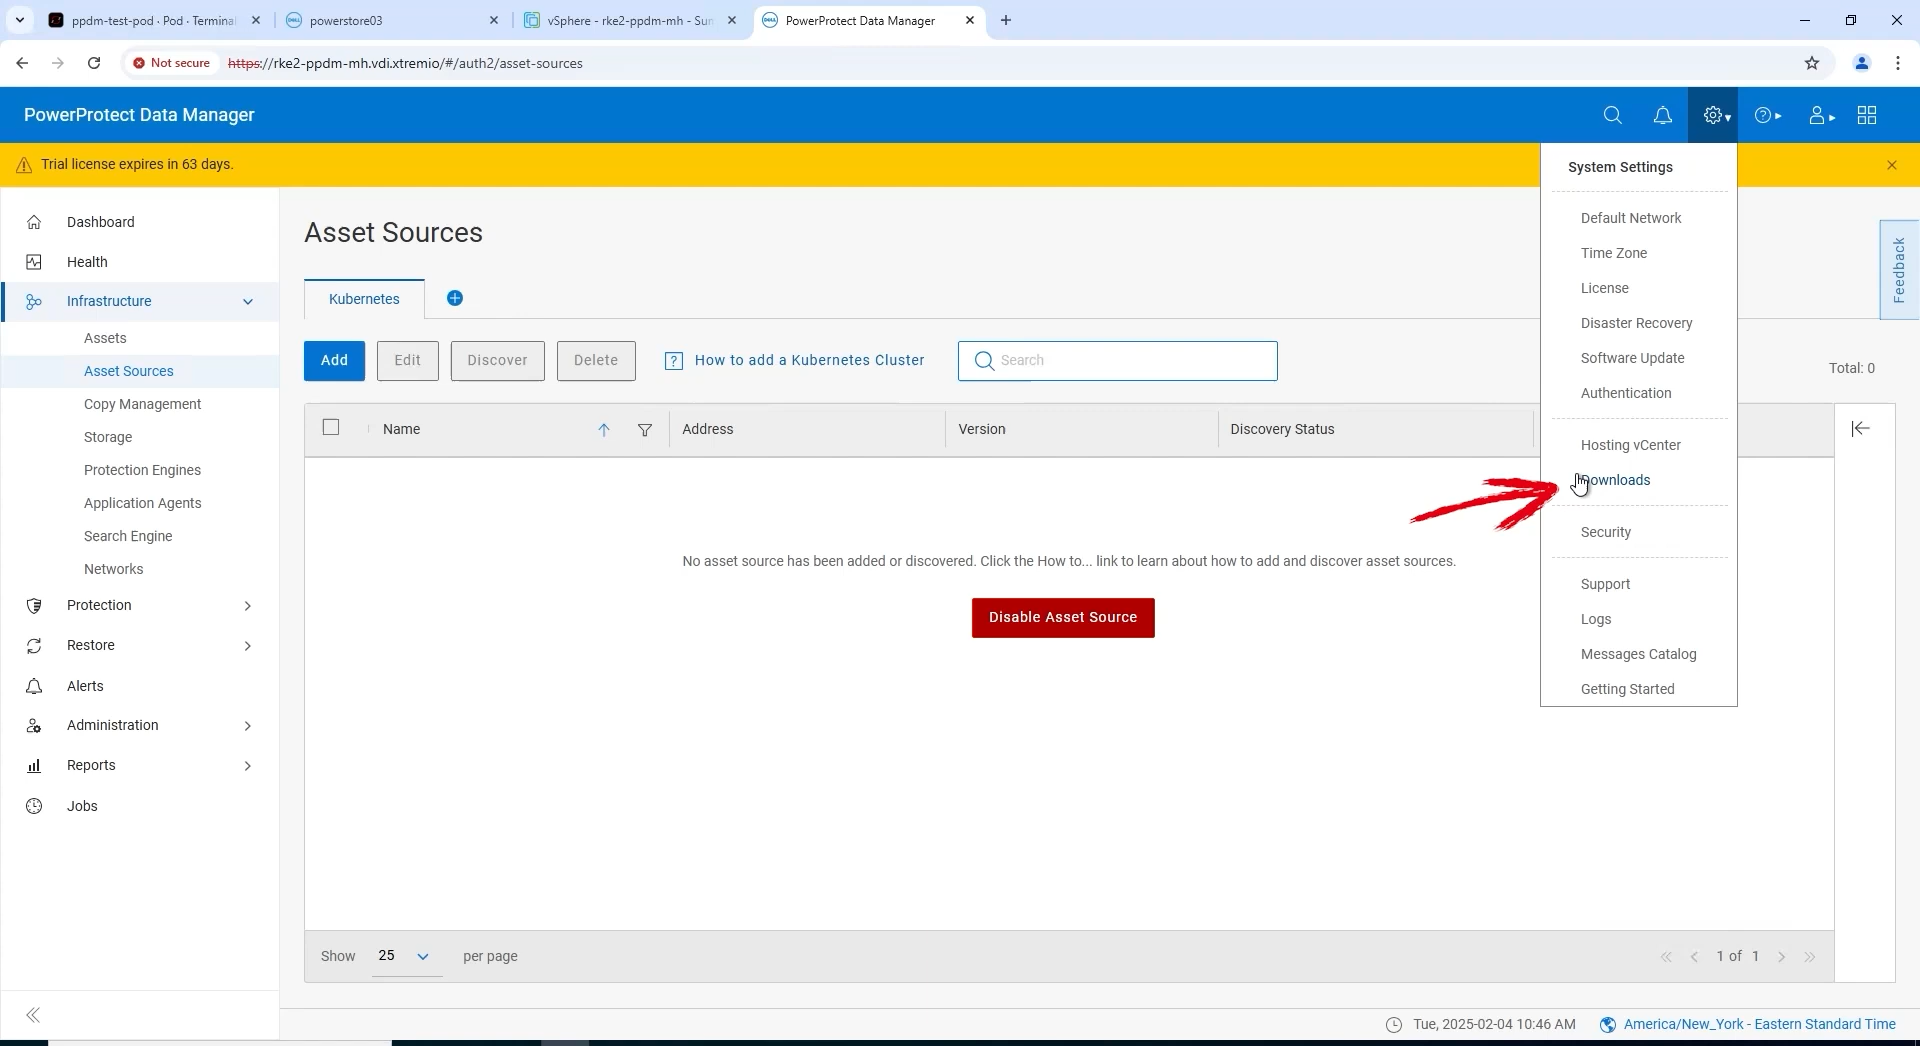 ppdm-test-pod · Pod · Termina
powerstore03
vSphere - rke2-ppdm-mh - Sum
PowerProtect Data Manager
Not secure
https://rke2-ppdm-mh.vdi.xtremio/#/auth2/asset-sources
PowerProtect Data Manager
Trial license expires in 63 days.
Dashboard
Health
Infrastructure
Assets
Asset Sources
Copy Management
Storage
Protection Engines
Application Agents
Search Engine
Networks
Protection
Restore
Alerts
Administration
Reports
Jobs
Asset Sources
Kubernetes
Add
Edit
Discover
Delete
How to add a Kubernetes Cluster
Search
Total: 0
Name
Address
Version
Discovery Status
No asset source has been added or discovered. Click the How to... link to learn about how to add and discover asset sources.
Disable Asset Source
Show 25 per page
1 of 1
System Settings
Default Network
Time Zone
License
Disaster Recovery
Software Update
Authentication
Hosting vCenter
Downloads
Security
Support
Logs
Messages Catalog
Getting Started
Feedback
Tue, 2025-02-04 10:46 AM
America/New_York - Eastern Standard Time